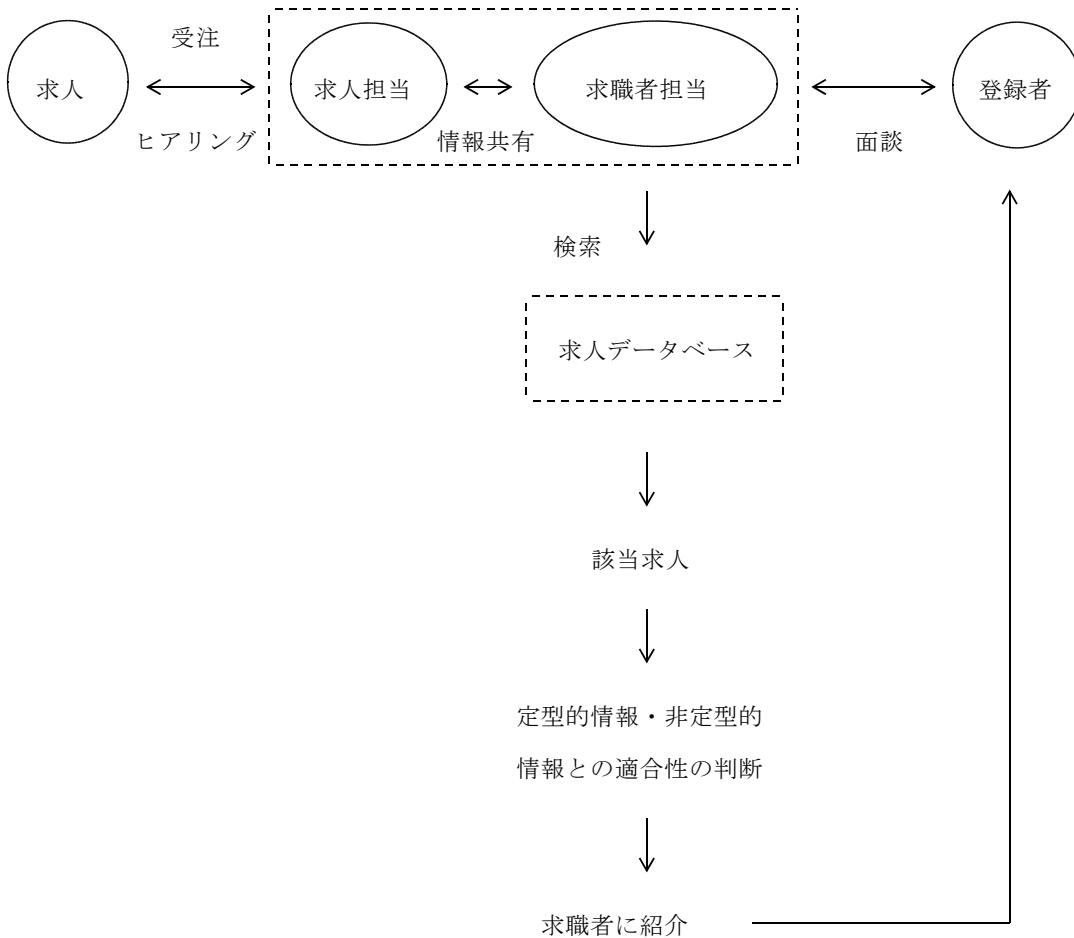 受注
求人
求人担当
求職者担当
登録者
ヒアリング
情報共有
面談
検索
求人データベース
該当求人
定型的情報・非定型的
情報との適合性の判断
求職者に紹介